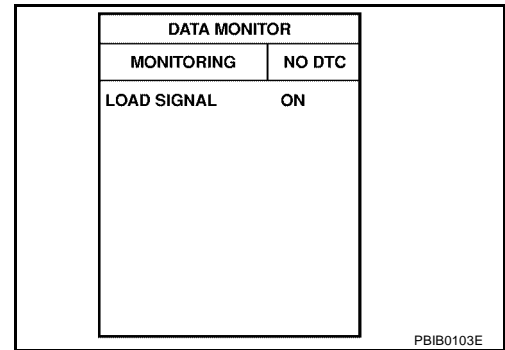 DATA MONITOR
MONITORING NO DTC
LOAD SIGNAL ON
PBIB0103E